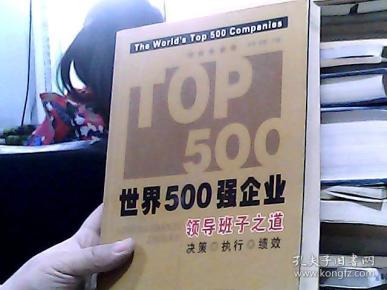 The World's Top 500 Companies
TOP
500
世界500强企业
领导班子之道
决策 执行 绩效
孔夫子旧书网
kongfz.com